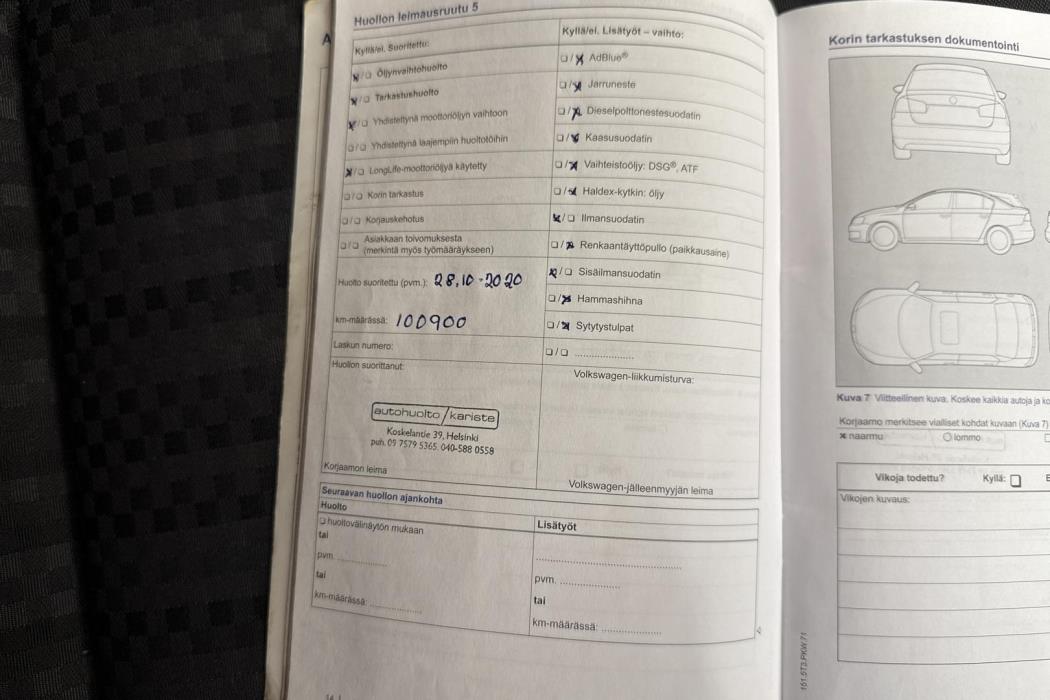 Huollon leimausruutu 5
A
Kyllä/ei. Suoritettu:
☒/☐ Öljynvaihtohuolto
☒/☐ Tarkastushuolto
☒/☐ Yhdistettynä moottoriöljyn vaihtoon
☐/☐ Yhdistettynä laajempiin huoltotöihin
☒/☐ LongLife-moottoriöljyä käytetty
☐/☐ Korin tarkastus
☐/☐ Korjauskehotus
☐/☐ Asiakkaan toivomuksesta
(merkintä myös työmääräykseen)
Huolto suoritettu (pvm.): 28.10-2020
km-määrässä: 100900
Laskun numero:
Huollon suorittanut:
autohuolto/kariste
Koskelantie 39, Helsinki
puh. 09 7579 5365, 040-588 0558
Korjaamon leima
Kyllä/ei. Lisätyöt – vaihto:
☐/☒ AdBlue®
☐/☒ Jarruneste
☐/☒ Dieselpolttonestesuodatin
☐/☒ Kaasusuodatin
☐/☒ Vaihteistoöljy: DSG®, ATF
☐/☒ Haldex-kytkin: öljy
☒/☐ Ilmansuodatin
☐/☒ Renkaantäyttöpullo (paikkausaine)
☒/☐ Sisäilmansuodatin
☐/☒ Hammashihna
☐/☒ Sytytystulpat
☐/☐ ....................
Volkswagen-liikkumisturva:
Volkswagen-jälleenmyyjän leima
Seuraavan huollon ajankohta
Huolto
☐ huoltovälinäytön mukaan
tai
pvm. ................
tai
km-määrässä: ................
Lisätyöt
................................................
pvm. ....................
tai
km-määrässä: ....................
Korin tarkastuksen dokumentointi
Kuva 7 Viitteellinen kuva. Koskee kaikkia autoja ja
Korjaamo merkitsee vialliset kohdat kuvaan (Kuva 7)
× naarmu ○ lommo
Vikoja todettu? Kyllä: ☐ E
Vikojen kuvaus:
151.5T3.PKW.71